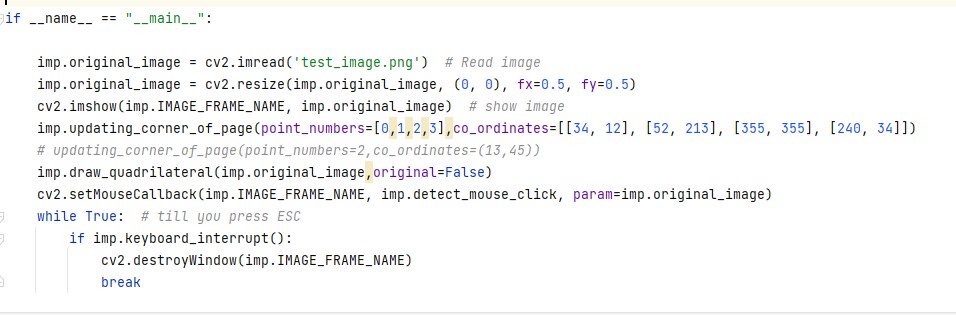 if __name__ == "__main__":
imp.original_image = cv2.imread('test_image.png')  # Read image
imp.original_image = cv2.resize(imp.original_image, (0, 0), fx=0.5, fy=0.5)
cv2.imshow(imp.IMAGE_FRAME_NAME, imp.original_image)  # show image
imp.updating_corner_of_page(point_numbers=[0,1,2,3],co_ordinates=[[34, 12], [52, 213], [355, 355], [240, 34]])
# updating_corner_of_page(point_numbers=2,co_ordinates=(13,45))
imp.draw_quadrilateral(imp.original_image,original=False)
cv2.setMouseCallback(imp.IMAGE_FRAME_NAME, imp.detect_mouse_click, param=imp.original_image)
while True:  # till you press ESC
if imp.keyboard_interrupt():
cv2.destroyWindow(imp.IMAGE_FRAME_NAME)
break